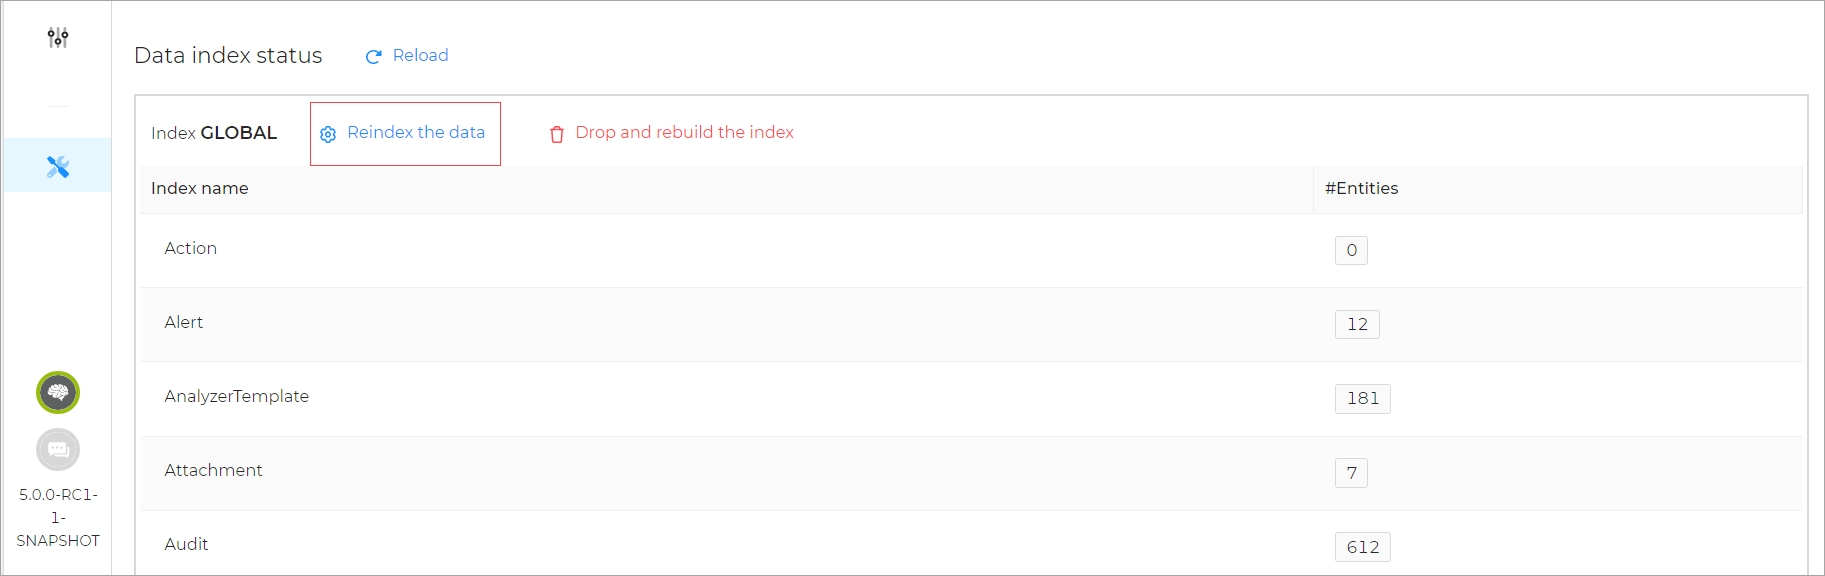 Data index status Reload
Index GLOBAL Reindex the data Drop and rebuild the index
Index name #Entities
Action 0
Alert 12
AnalyzerTemplate 181
Attachment 7
Audit 612
5.0.0-RC1-
1-
SNAPSHOT